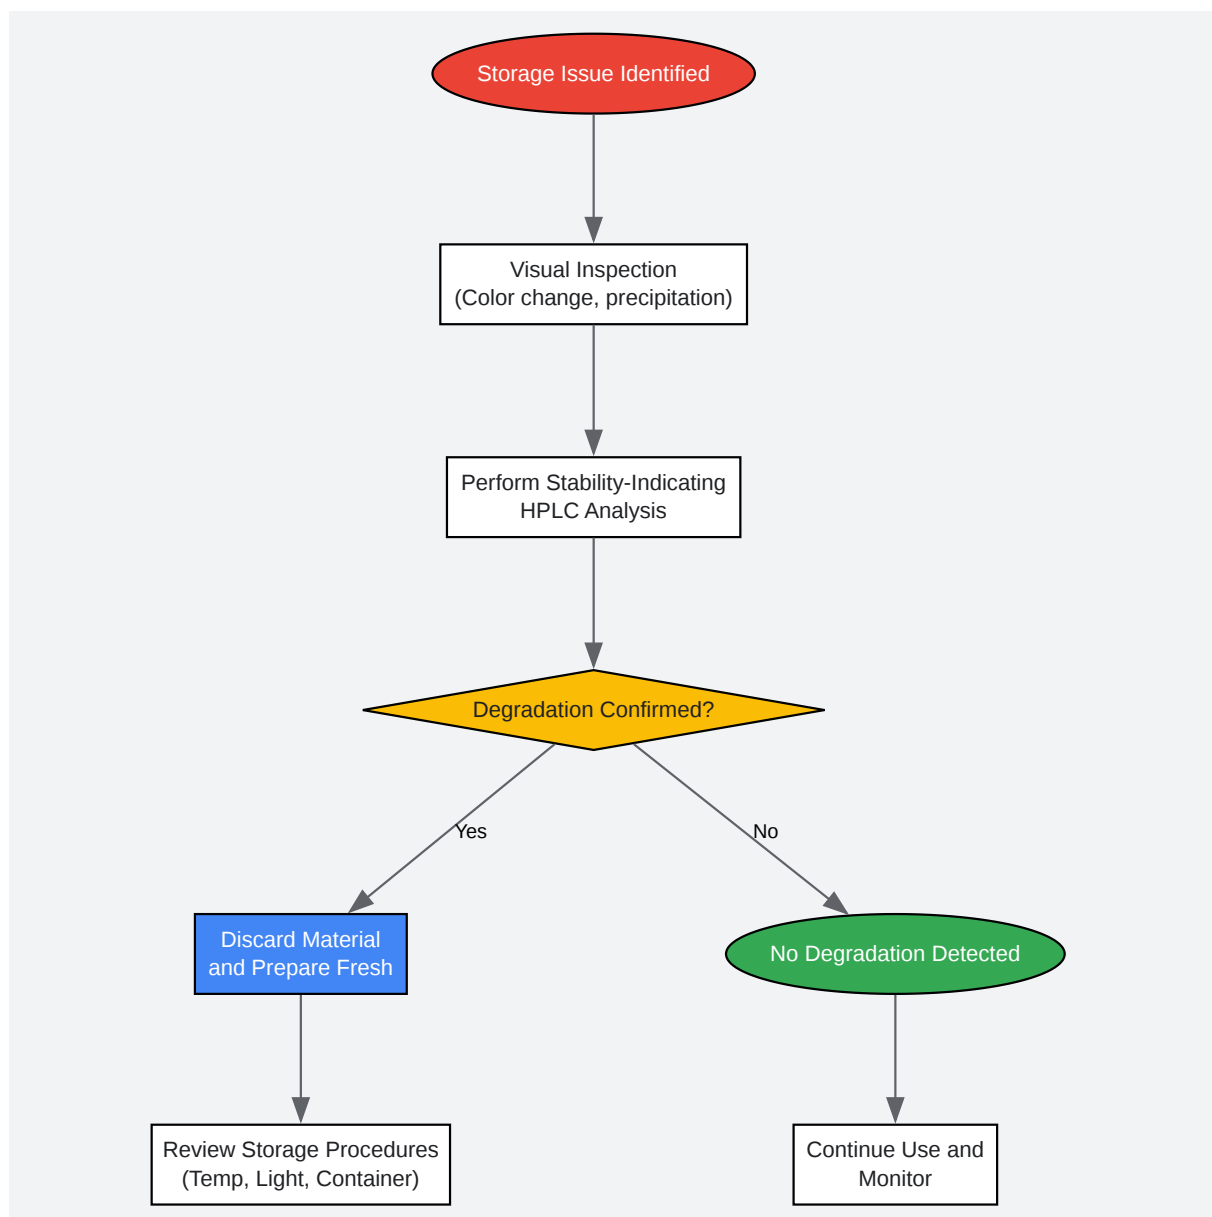 Storage Issue Identified
Visual Inspection
(Color change, precipitation)
Perform Stability-Indicating
HPLC Analysis
Degradation Confirmed?
Yes
No
Discard Material
and Prepare Fresh
No Degradation Detected
Review Storage Procedures
(Temp, Light, Container)
Continue Use and
Monitor